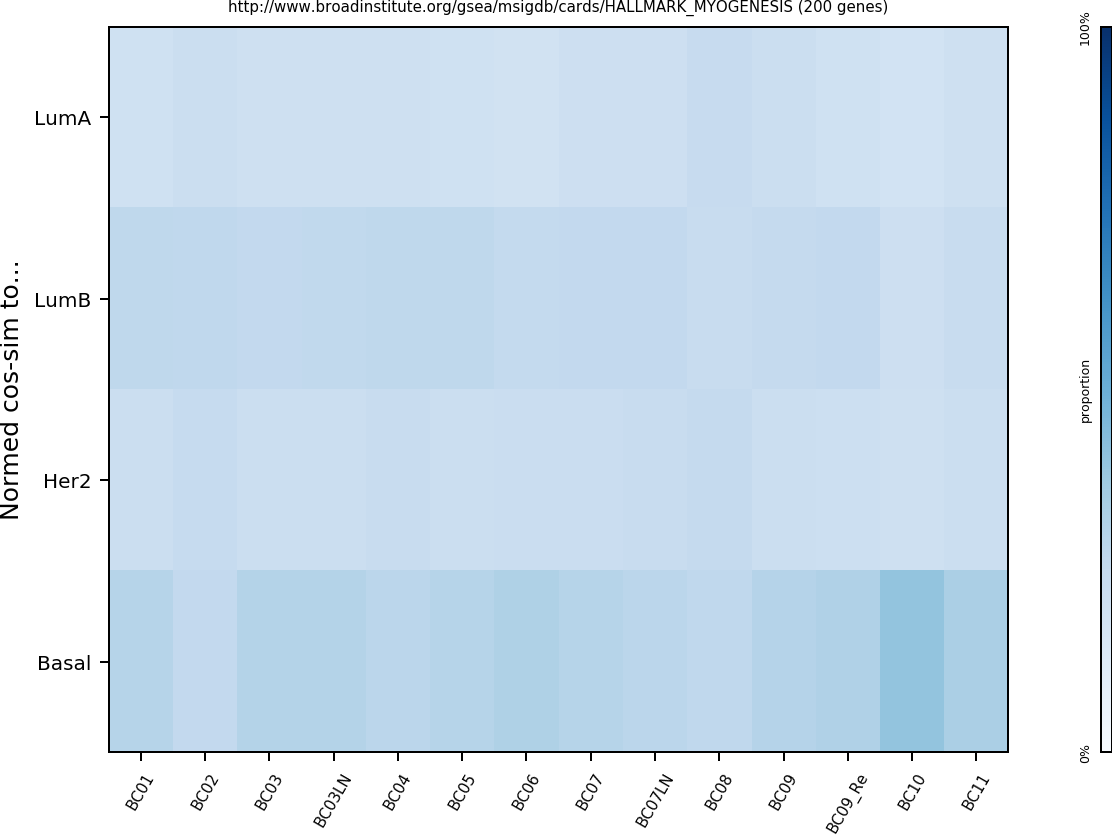 http://www.broadinstitute.org/gsea/msigdb/cards/HALLMARK_MYOGENESIS (200 genes)
100%
LumA
LumB
Normed cos-sim to...
proportion
Her2
Basal
0%
BC01
BC02
BC03
BC03LN
BC04
BC05
BC06
BC07
BC07LN
BC08
BC09
BC09_Re
BC10
BC11